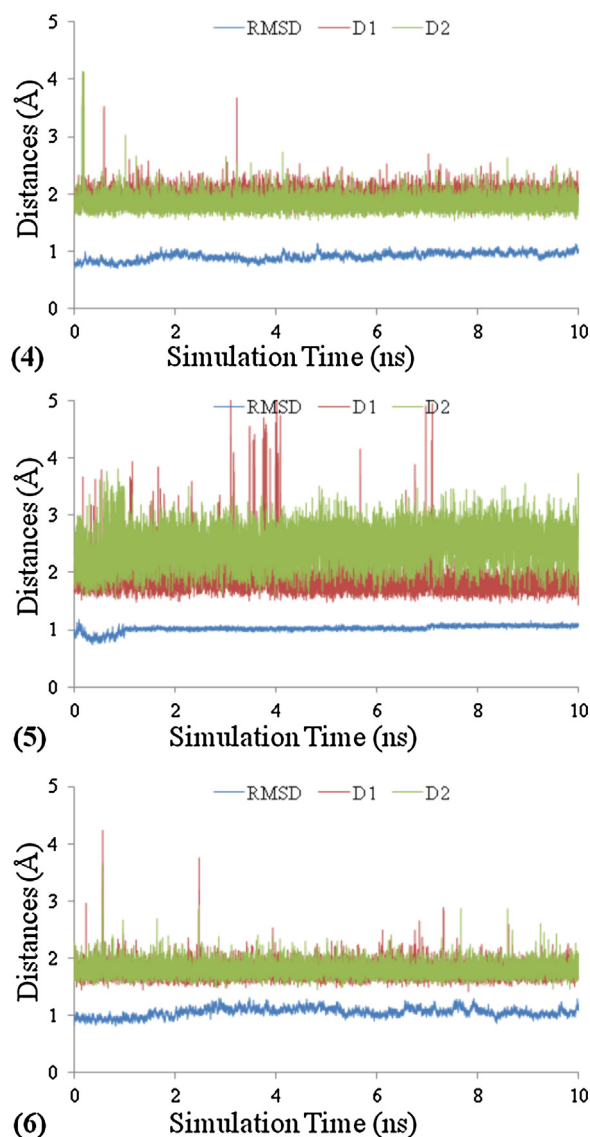 RMSD D1 D2
5
4
3
2
1
0
Distances (Å)
0 2 4 6 8 10
(4) Simulation Time (ns)
RMSD D1 D2
5
4
3
2
1
0
Distances (Å)
0 2 4 6 8 10
(5) Simulation Time (ns)
RMSD D1 D2
5
4
3
2
1
0
Distances (Å)
0 2 4 6 8 10
(6) Simulation Time (ns)